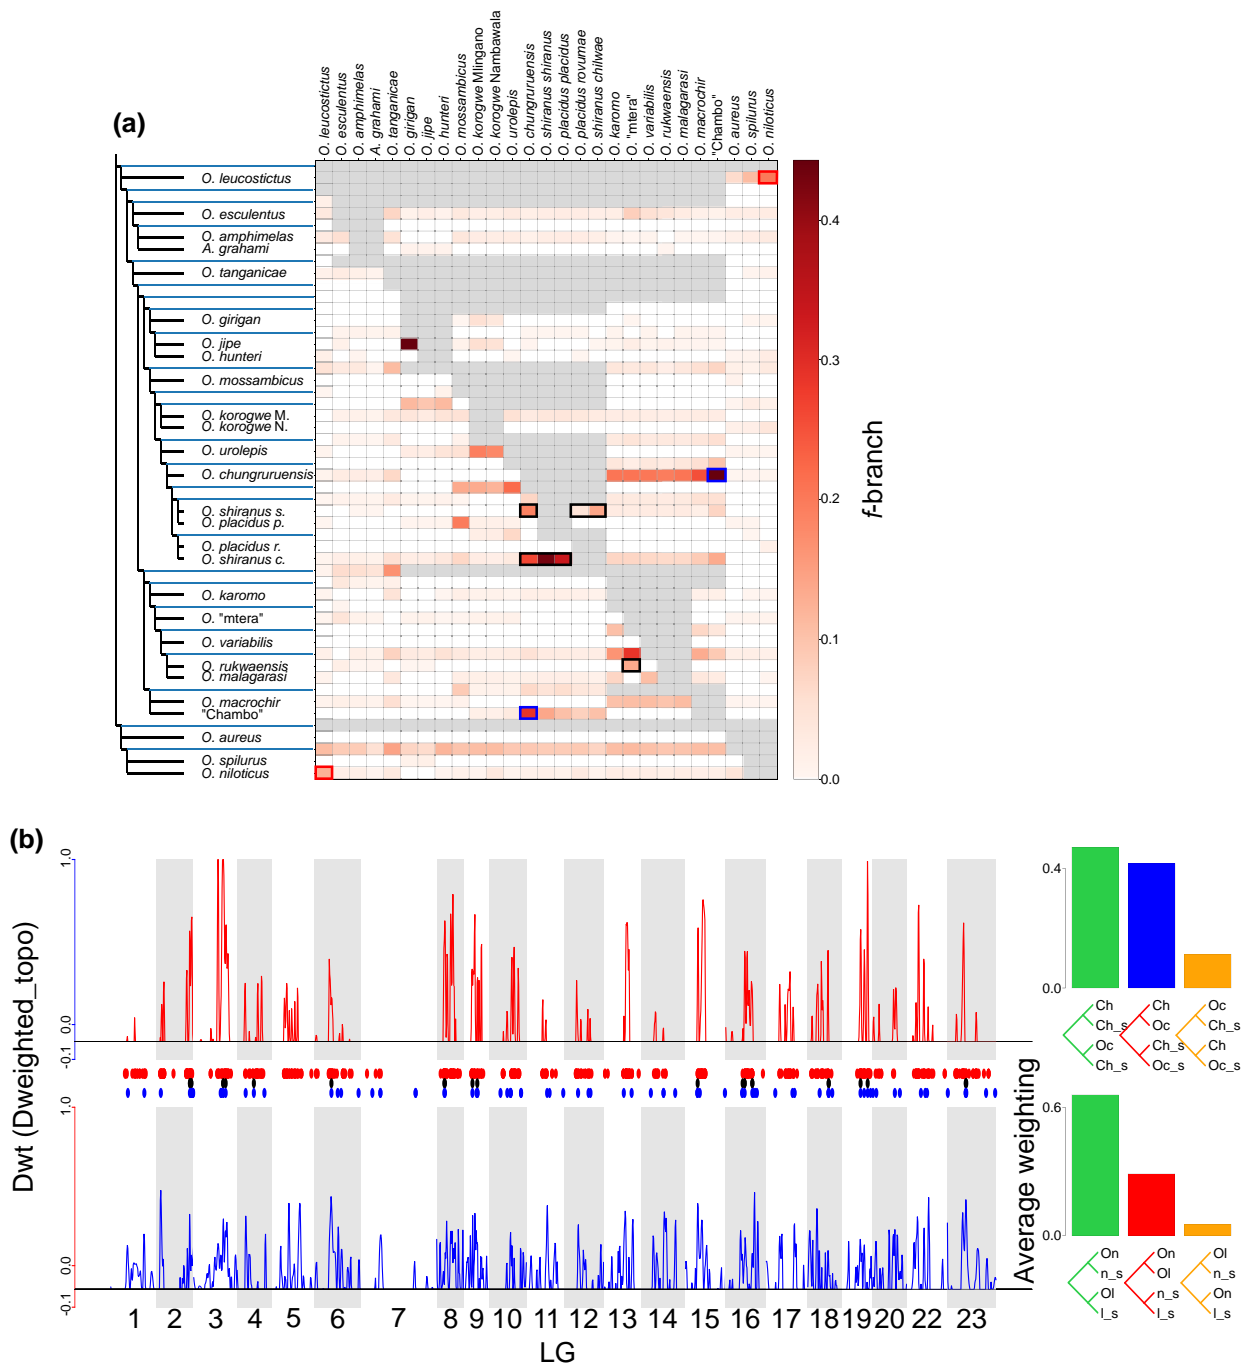 (a)
O. leucostictus
O. esculentus
O. amphimelas
A. grahami
O. tanganicae
O. girigan
O. jipe
O. hunteri
O. mossambicus
O. korogwe Mlingano
O. korogwe Nambawala
O. urolepis
O. chungruruensis
O. shiranus shiranus
O. placidus placidus
O. placidus rovumae
O. shiranus chilwae
O. karomo
O. "mtera"
O. variabilis
O. rukwaensis
O. malagarasi
O. macrochir
"Chambo"
O. aureus
O. spilurus
O. niloticus
O. leucostictus
O. esculentus
O. amphimelas
A. grahami
O. tanganicae
O. girigan
O. jipe
O. hunteri
O. mossambicus
O. korogwe M.
O. korogwe N.
O. urolepis
O. chungruruensis
O. shiranus s.
O. placidus p.
O. placidus r.
O. shiranus c.
O. karomo
O. "mtera"
O. variabilis
O. rukwaensis
O. malagarasi
O. macrochir
"Chambo"
O. aureus
O. spilurus
O. niloticus
0.4
0.3
0.2
0.1
0.0
f-branch
(b)
Dwt (Dweighted_topo)
1.0
0.0
-0.1
1.0
0.0
-0.1
1 2 3 4 5 6 7 8 9 10 11 12 13 14 15 16 17 18 19 20 22 23
LG
Average weighting
0.4
0.0
Ch
Ch_s
Oc
Ch_s
Ch
Oc
Ch_s
Oc_s
Oc
Ch_s
Ch
Oc_s
0.6
0.0
On
n_s
Ol
l_s
On
Ol
n_s
l_s
Ol
n_s
On
l_s